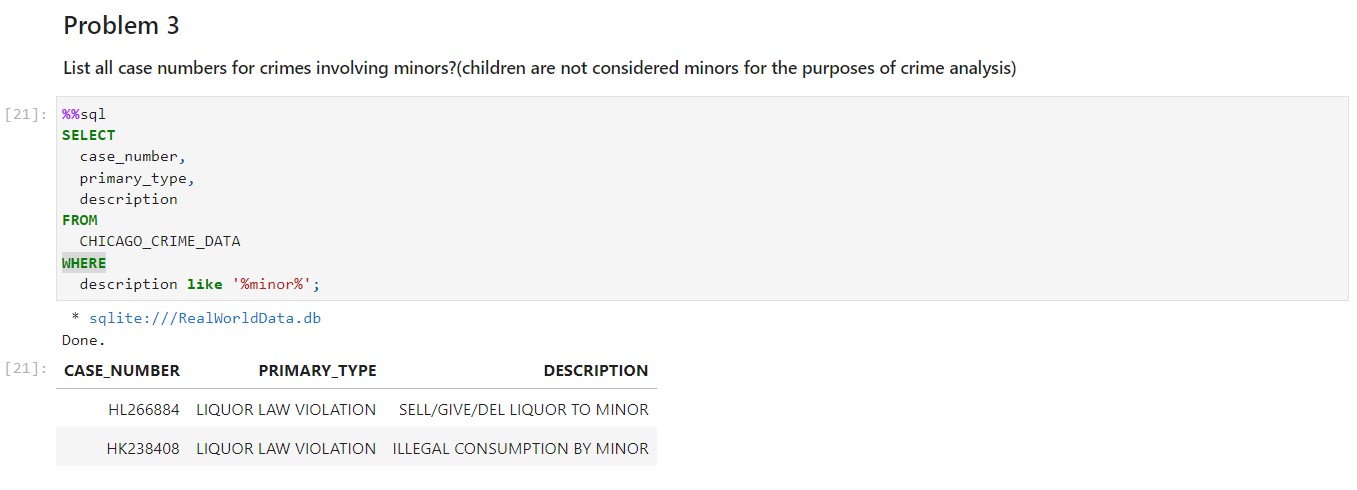 Problem 3
List all case numbers for crimes involving minors?(children are not considered minors for the purposes of crime analysis)
[21]: %%sql
SELECT
case_number,
primary_type,
description
FROM
CHICAGO_CRIME_DATA
WHERE
description like '%minor%';
* sqlite:///RealWorldData.db
Done.
[21]: CASE_NUMBER PRIMARY_TYPE DESCRIPTION
HL266884 LIQUOR LAW VIOLATION SELL/GIVE/DEL LIQUOR TO MINOR
HK238408 LIQUOR LAW VIOLATION ILLEGAL CONSUMPTION BY MINOR